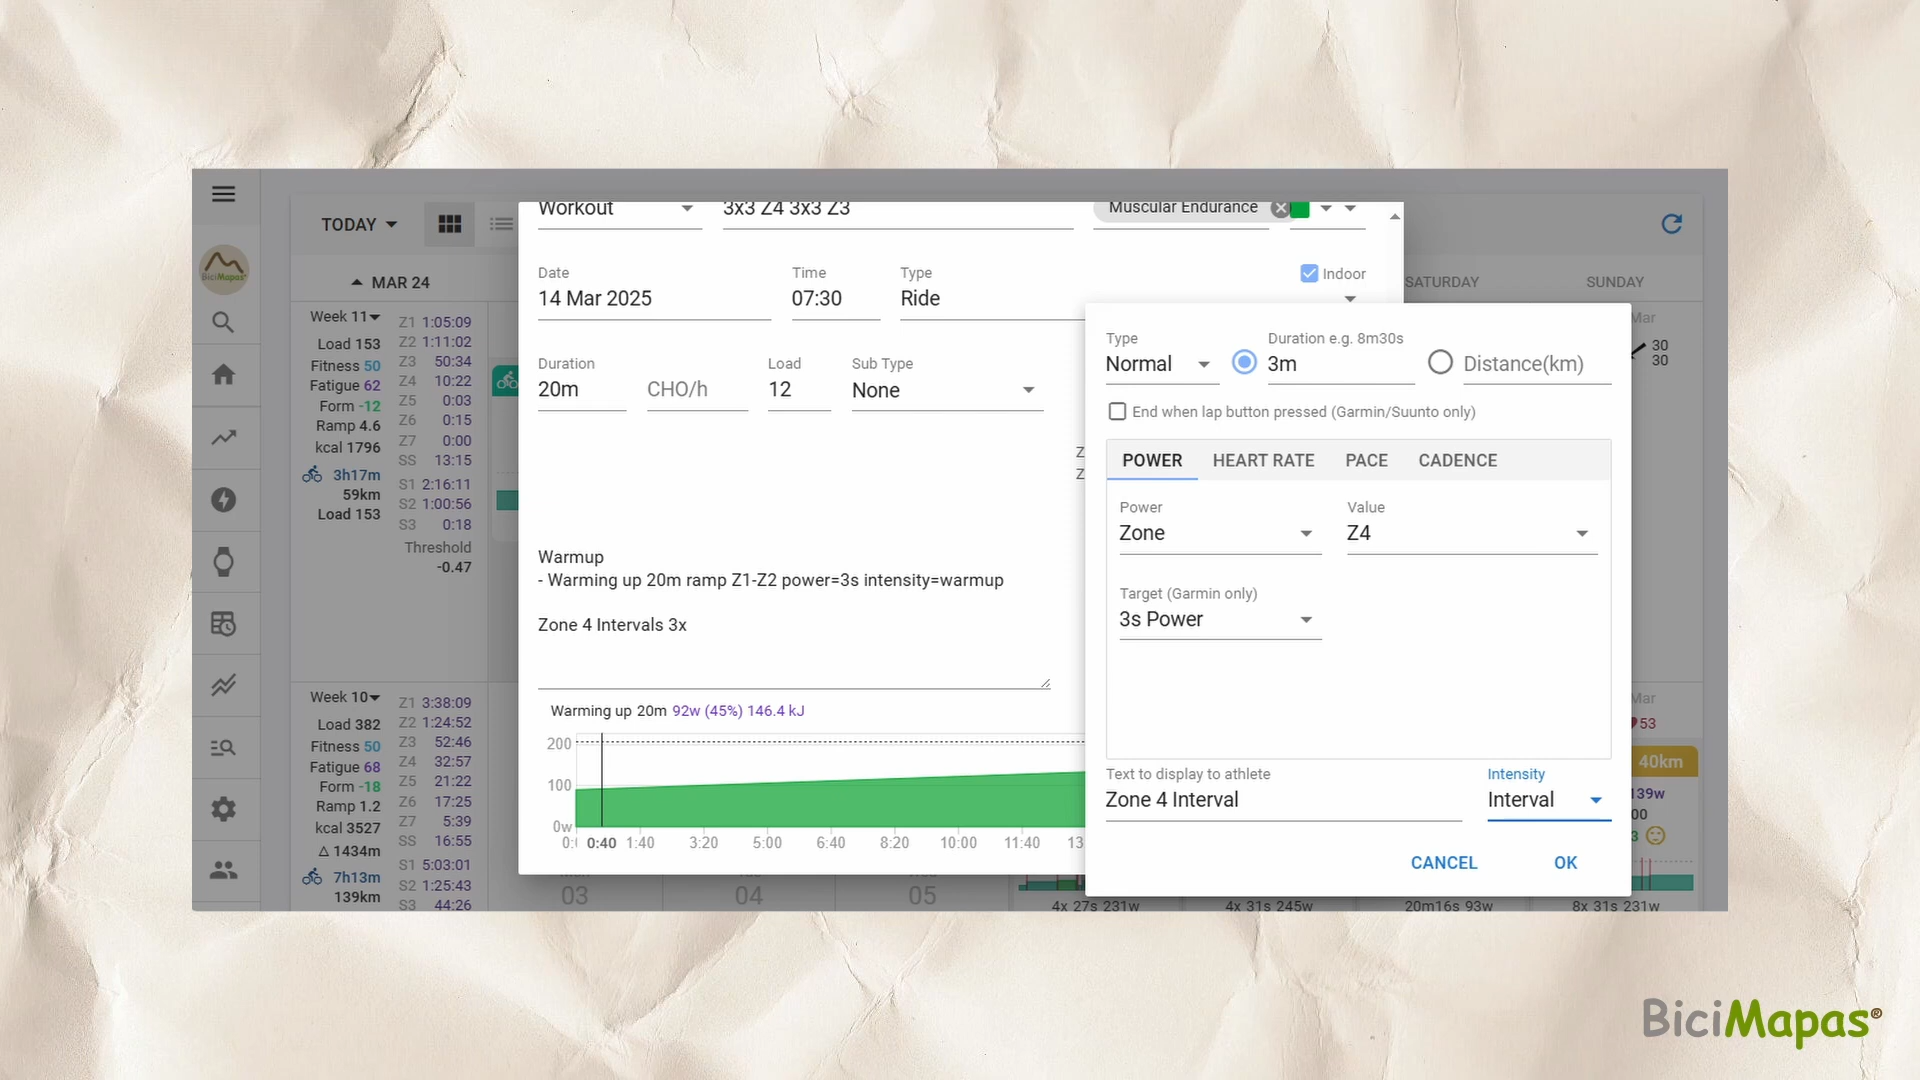 TODAY
MAR 24
SATURDAY
SUNDAY
Week 11
Load 153
Fitness 50
Fatigue 62
Form -12
Ramp 4.6
kcal 1796
3h17m
59km
Load 153
Z1 1:05:09
Z2 1:11:02
Z3 50:34
Z4 10:22
Z5 0:03
Z6 0:15
Z7 0:00
SS 13:15
S1 2:16:11
S2 1:00:56
S3 0:18
Threshold
-0.47
Week 10
Load 382
Fitness 50
Fatigue 68
Form -18
Ramp 1.2
kcal 3527
1434m
7h13m
139km
Z1 3:38:09
Z2 1:24:52
Z3 52:46
Z4 32:57
Z5 21:22
Z6 17:25
Z7 5:39
SS 16:55
S1 5:03:01
S2 1:25:43
S3 44:26
Workout
3x3 Z4 3x3 Z3
Muscular Endurance
Date
14 Mar 2025
Time
07:30
Type
Ride
Indoor
Duration
20m
CHO/h
Load
12
Sub Type
None
Z
Z
Warmup
- Warming up 20m ramp Z1-Z2 power=3s intensity=warmup
Zone 4 Intervals 3x
Warming up 20m 92w (45%) 146.4 kJ
200
100
0w
0:40 1:40 3:20 5:00 6:40 8:20 10:00 11:40 13
Type
Normal
Duration e.g. 8m30s
3m
Distance(km)
End when lap button pressed (Garmin/Suunto only)
POWER HEART RATE PACE CADENCE
Power
Zone
Value
Z4
Target (Garmin only)
3s Power
Text to display to athlete
Zone 4 Interval
Intensity
Interval
CANCEL OK
Mar
30
30
Mar
53
40km
139w
00
3
03
04
05
4x 27s 231w
4x 31s 245w
20m16s 93w
8x 31s 231w
BiciMapas
BiciMapas®